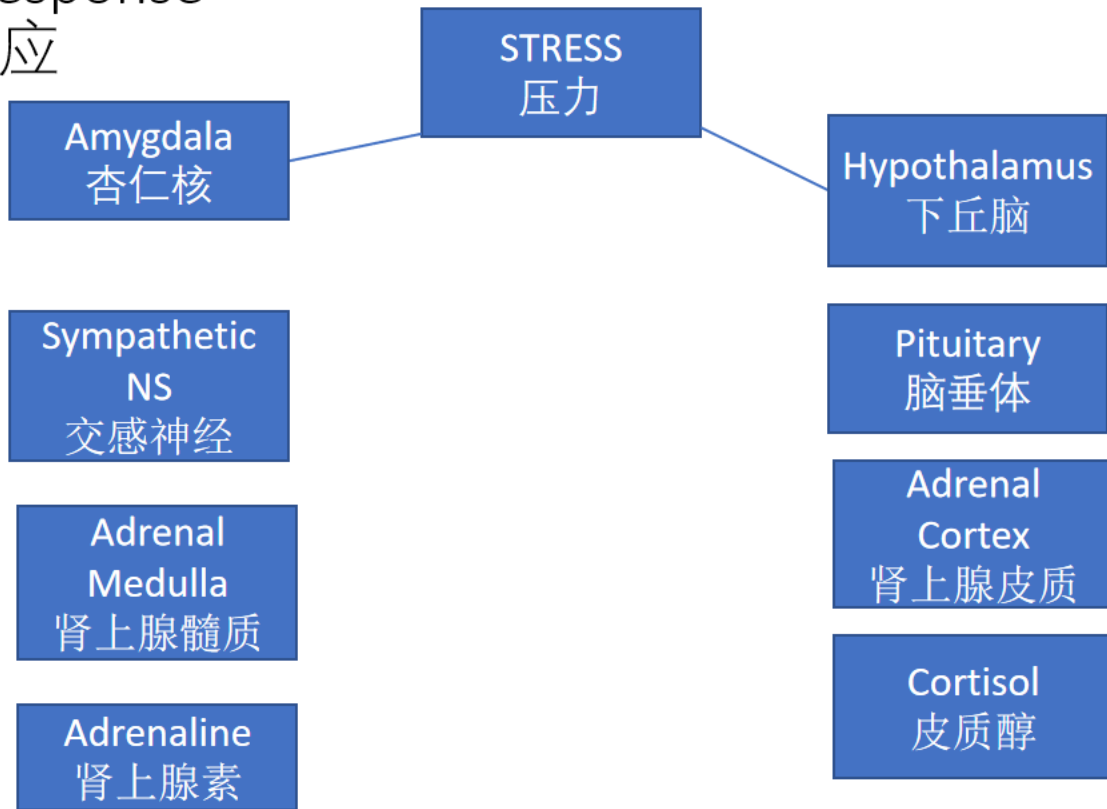 应
STRESS
压力
Amygdala
杏仁核
Hypothalamus
下丘脑
Sympathetic
NS
交感神经
Pituitary
脑垂体
Adrenal
Medulla
肾上腺髓质
Adrenal
Cortex
肾上腺皮质
Adrenaline
肾上腺素
Cortisol
皮质醇